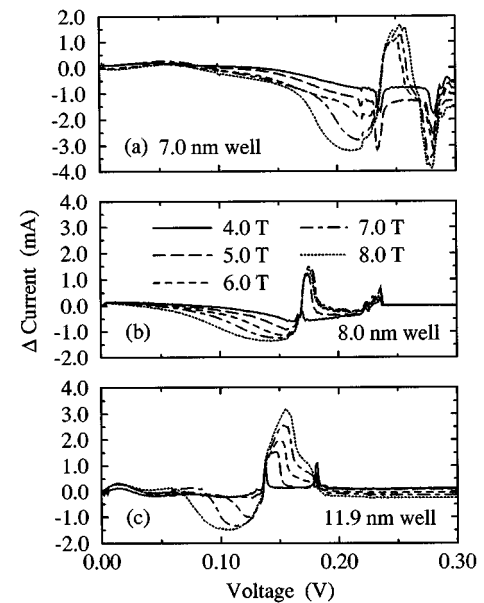 2.0
1.0
0.0
-1.0
-2.0
-3.0
-4.0
(a) 7.0 nm well
4.0
3.0
2.0
1.0
0.0
-1.0
-2.0
4.0 T
7.0 T
5.0 T
8.0 T
6.0 T
(b)
8.0 nm well
Δ Current (mA)
4.0
3.0
2.0
1.0
0.0
-1.0
-2.0
(c)
11.9 nm well
0.00
0.10
0.20
0.30
Voltage (V)